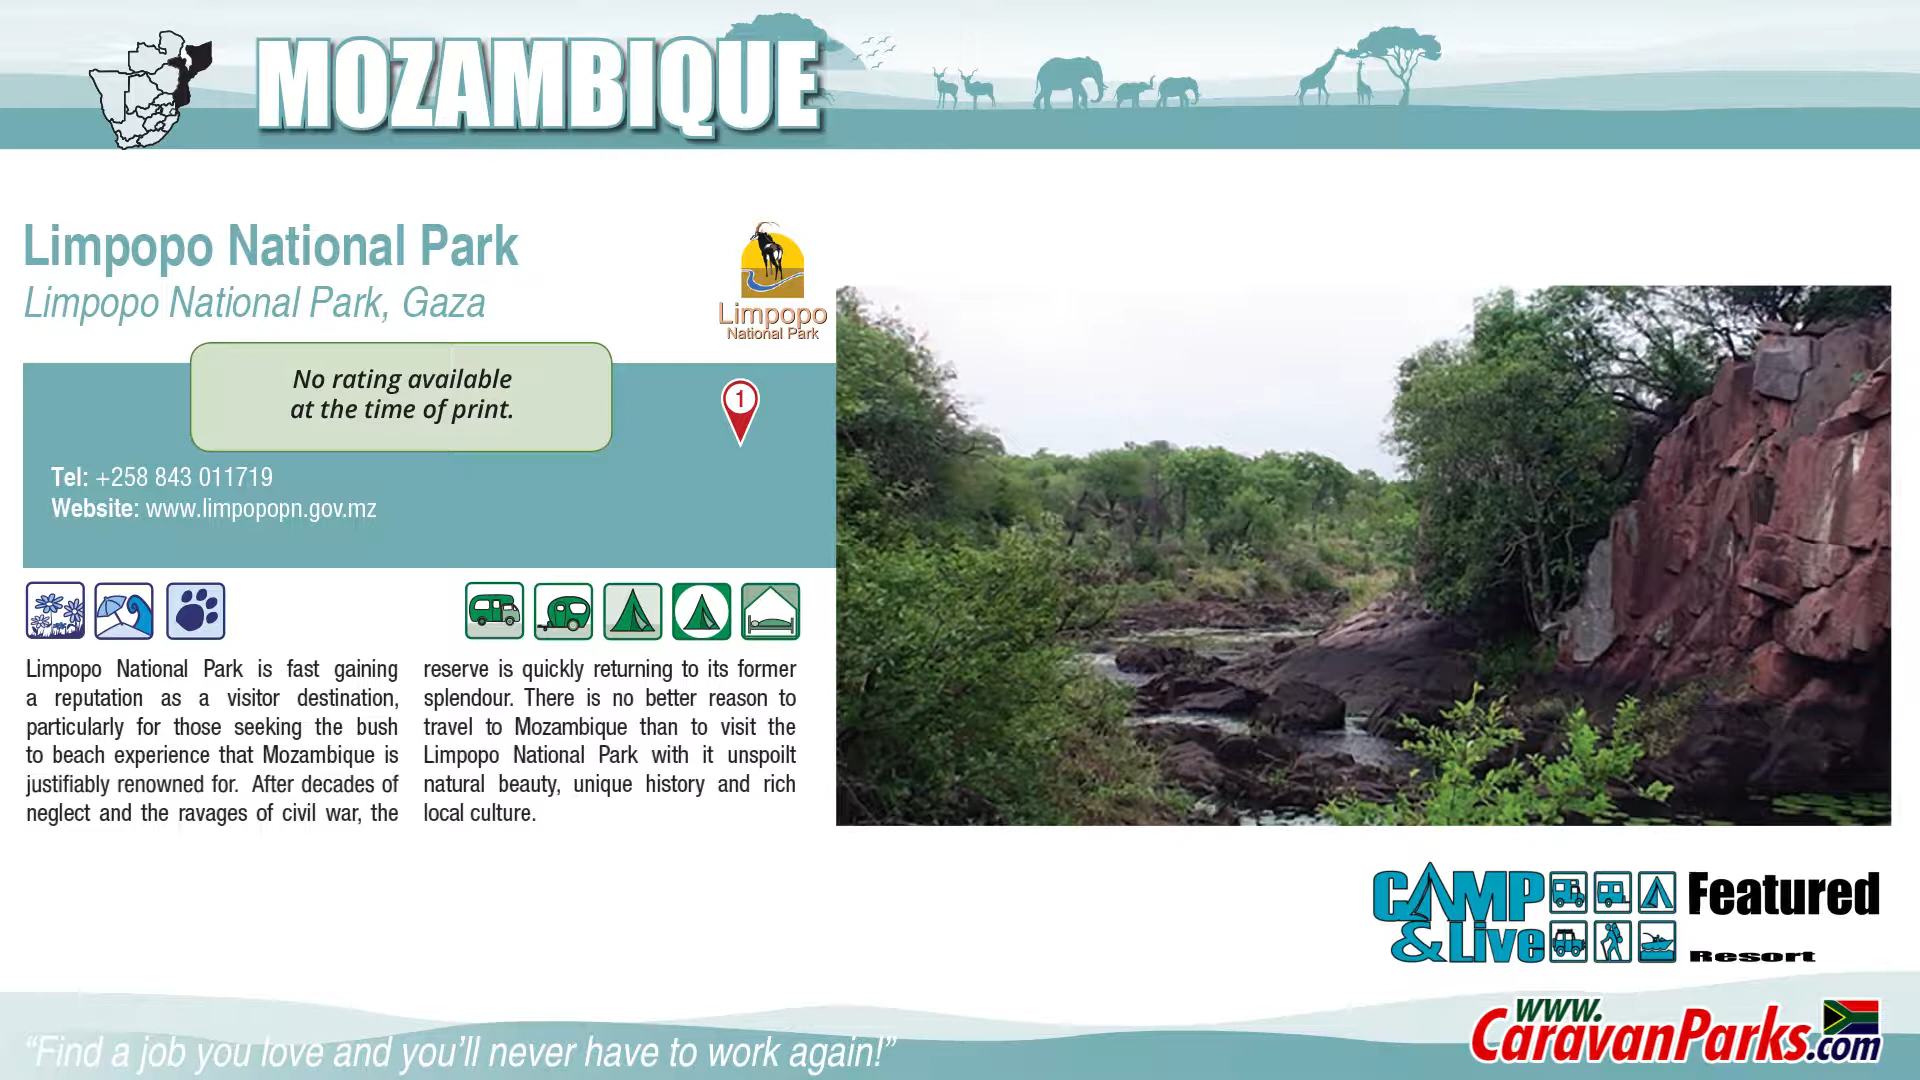 MOZAMBIQUE
Limpopo National Park
Limpopo National Park, Gaza
Limpopo
National Park
No rating available
at the time of print.
1
Tel: +258 843 011719
Website: www.limpopopn.gov.mz
Limpopo National Park is fast gaining
a reputation as a visitor destination,
particularly for those seeking the bush
to beach experience that Mozambique is
justifiably renowned for. After decades of
neglect and the ravages of civil war, the
reserve is quickly returning to its former
splendour. There is no better reason to
travel to Mozambique than to visit the
Limpopo National Park with it unspoilt
natural beauty, unique history and rich
local culture.
CAMP
&Live
Featured
Resort
www.
CaravanParks.com
“Find a job you love and you’ll never have to work again!”